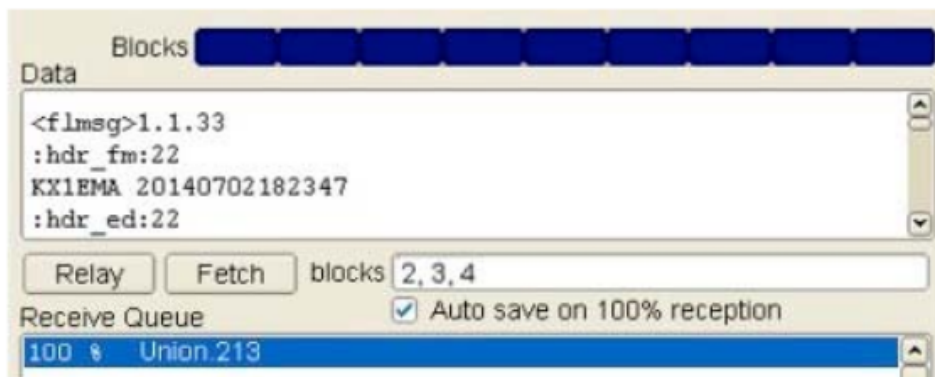 Blocks
Data
<flmsg>1.1.33
:hdr_fm:22
KX1EMA 20140702182347
:hdr_ed:22
Relay Fetch blocks 2, 3, 4
Auto save on 100% reception
Receive Queue
100 % Union.213